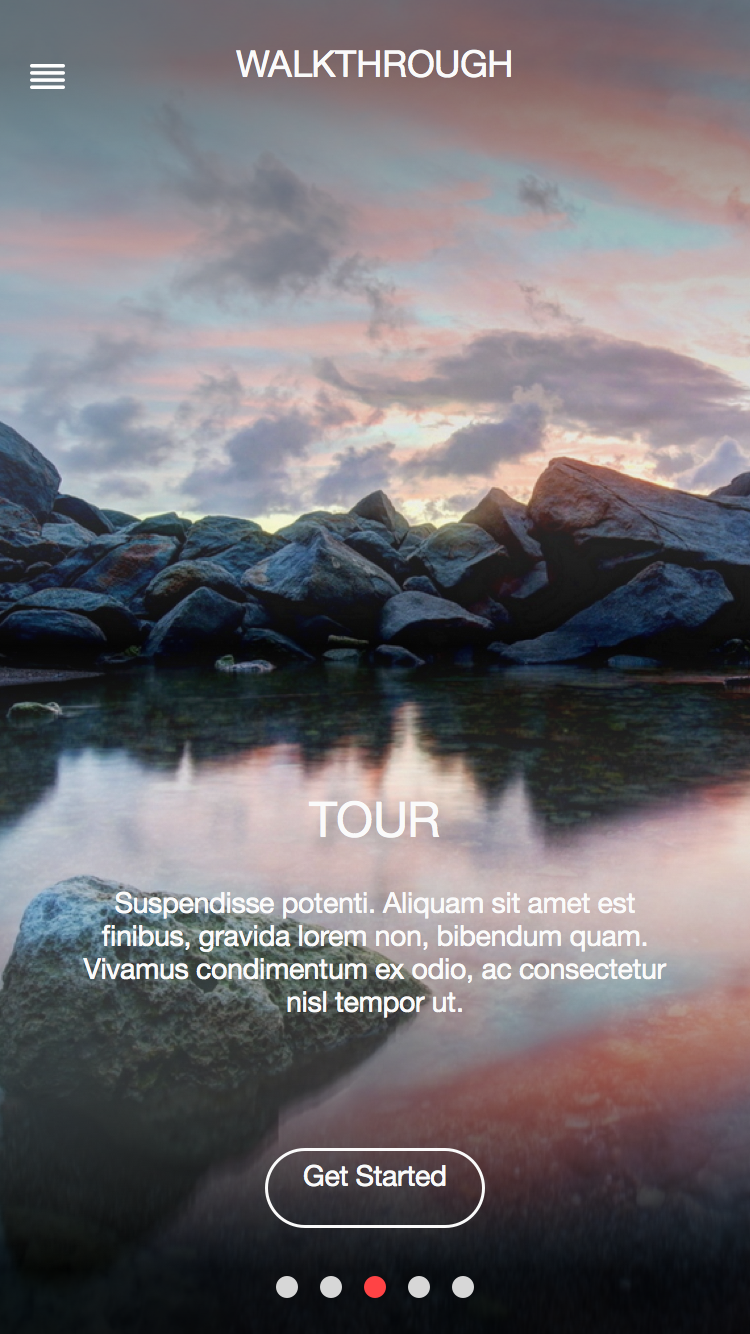 WALKTHROUGH
TOUR
Suspendisse potenti. Aliquam sit amet est
finibus, gravida lorem non, bibendum quam.
Vivamus condimentum ex odio, ac consectetur
nisl tempor ut.
Get Started